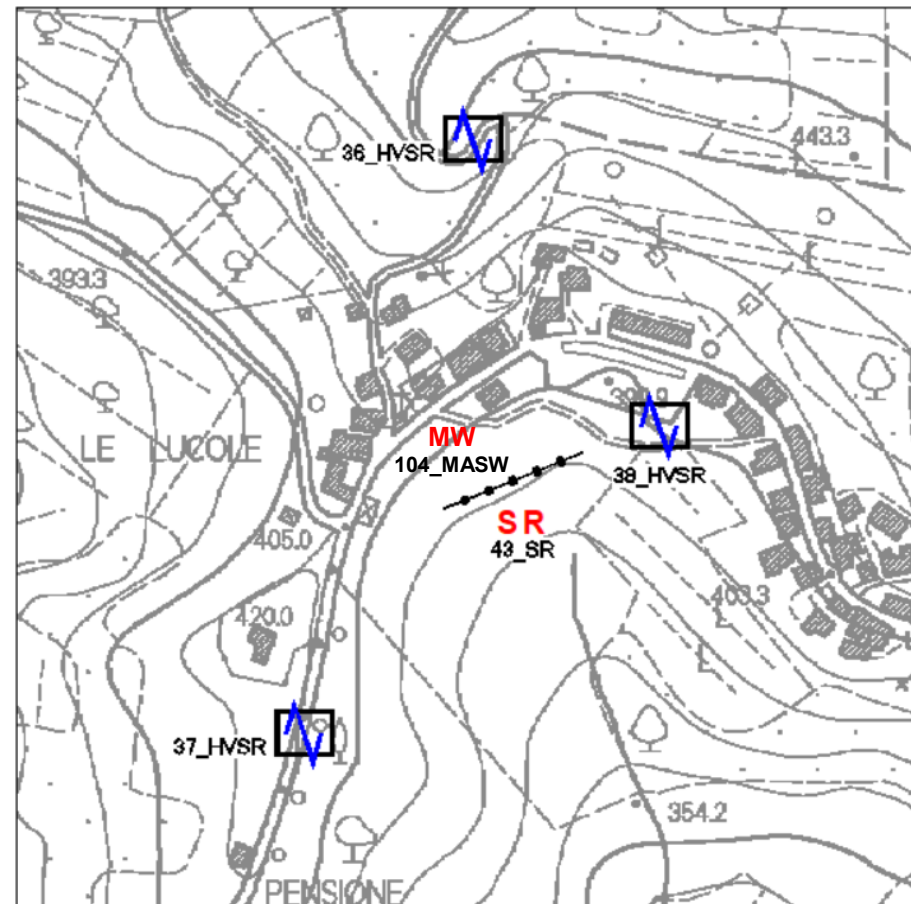 443.3
36_HVSR
393.3
LE LUCOLE
MW
104_MASW
38_HVSR
SR
43_SR
405.0
403.3
420.0
37_HVSR
354.2
PENSIONE